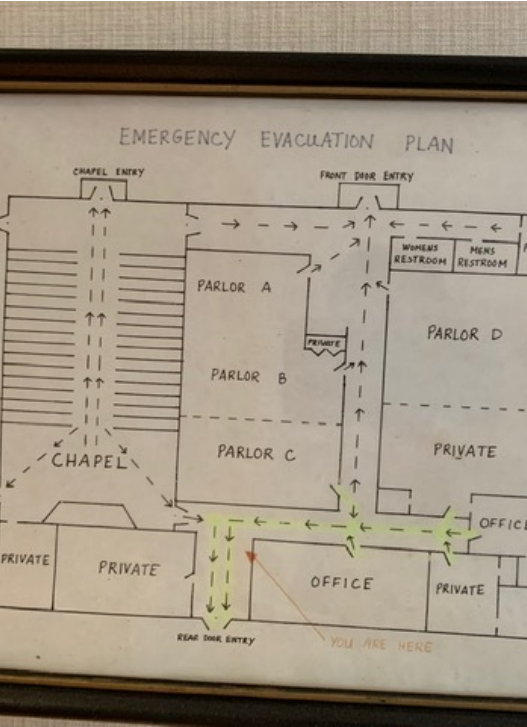 EMERGENCY EVACUATION PLAN
CHAPEL ENTRY
FRONT DOOR ENTRY
WOMENS
RESTROOM
MENS
RESTROOM
PARLOR A
PRIVATE
PARLOR D
PARLOR B
PARLOR C
PRIVATE
CHAPEL
OFFICE
PRIVATE
PRIVATE
OFFICE
PRIVATE
REAR DOOR ENTRY
YOU ARE HERE